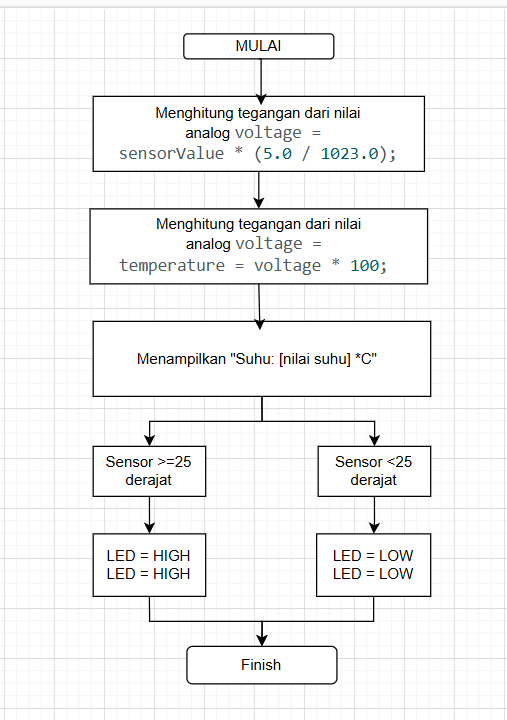 MULAI
Menghitung tegangan dari nilai
analog voltage =
sensorValue * (5.0 / 1023.0);
Menghitung tegangan dari nilai
analog voltage =
temperature = voltage * 100;
Menampilkan "Suhu: [nilai suhu] *C"
Sensor >=25
derajat
Sensor <25
derajat
LED = HIGH
LED = HIGH
LED = LOW
LED = LOW
Finish